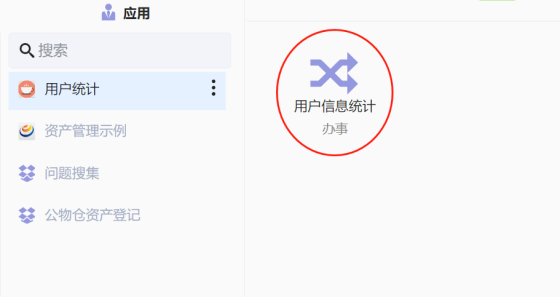 应用
搜索
用户统计
资产管理示例
问题搜集
公物仓资产登记
用户信息统计
办事